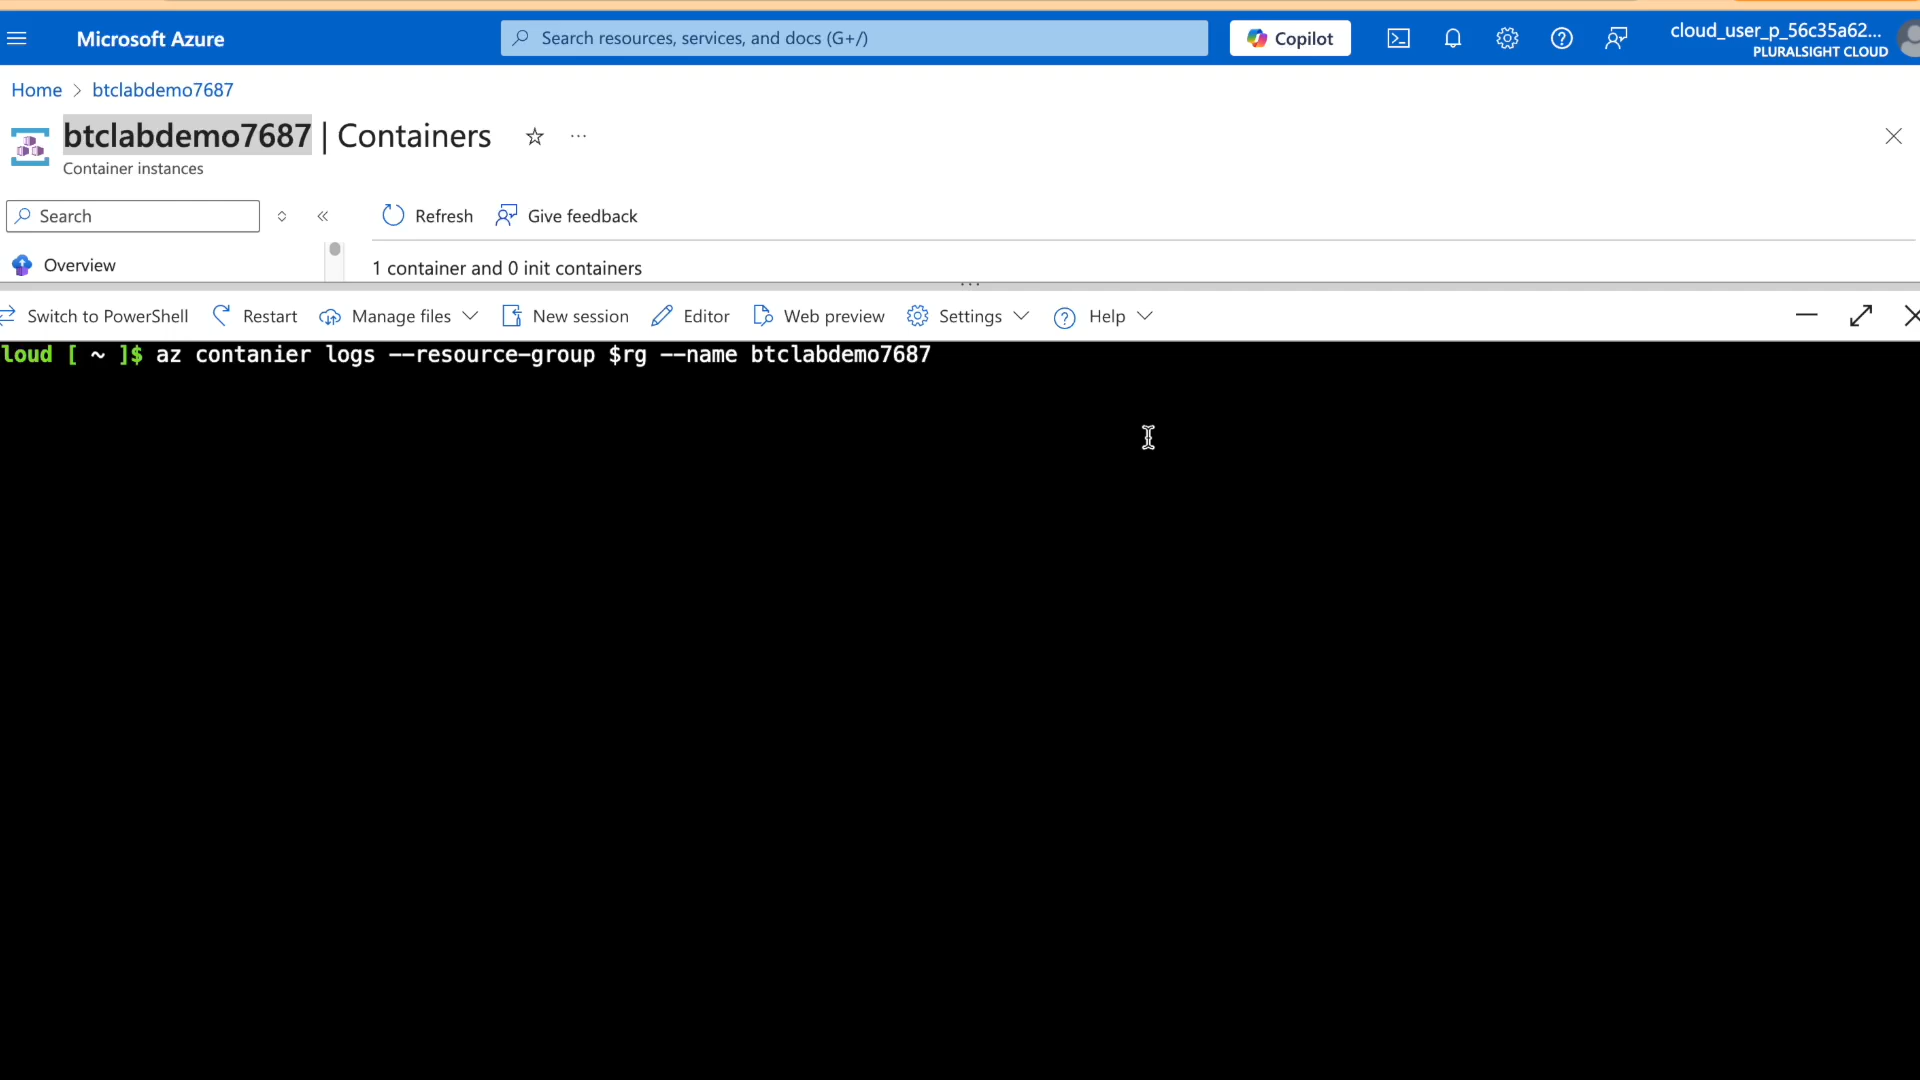 Microsoft Azure
Search resources, services, and docs (G+/)
Copilot
cloud_user_p_56c35a62...
PLURALSIGHT CLOUD
Home > btclabdemo7687
btclabdemo7687 | Containers
Container instances
Search
Refresh
Give feedback
Overview
1 container and 0 init containers
Switch to PowerShell
Restart
Manage files
New session
Editor
Web preview
Settings
Help
loud [ ~ ]$ az contanier logs --resource-group $rg --name btclabdemo7687